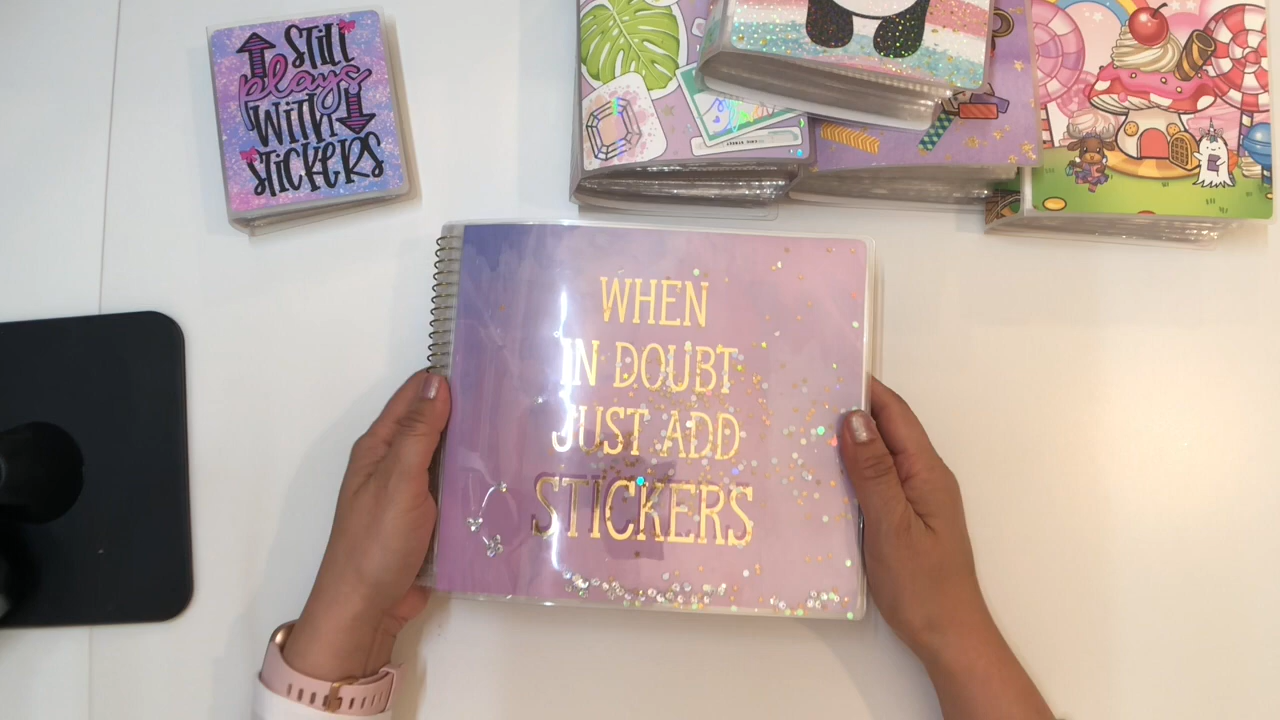 STILL
plays
WITH
STICKERS
WHEN
IN DOUBT
JUST ADD
STICKERS